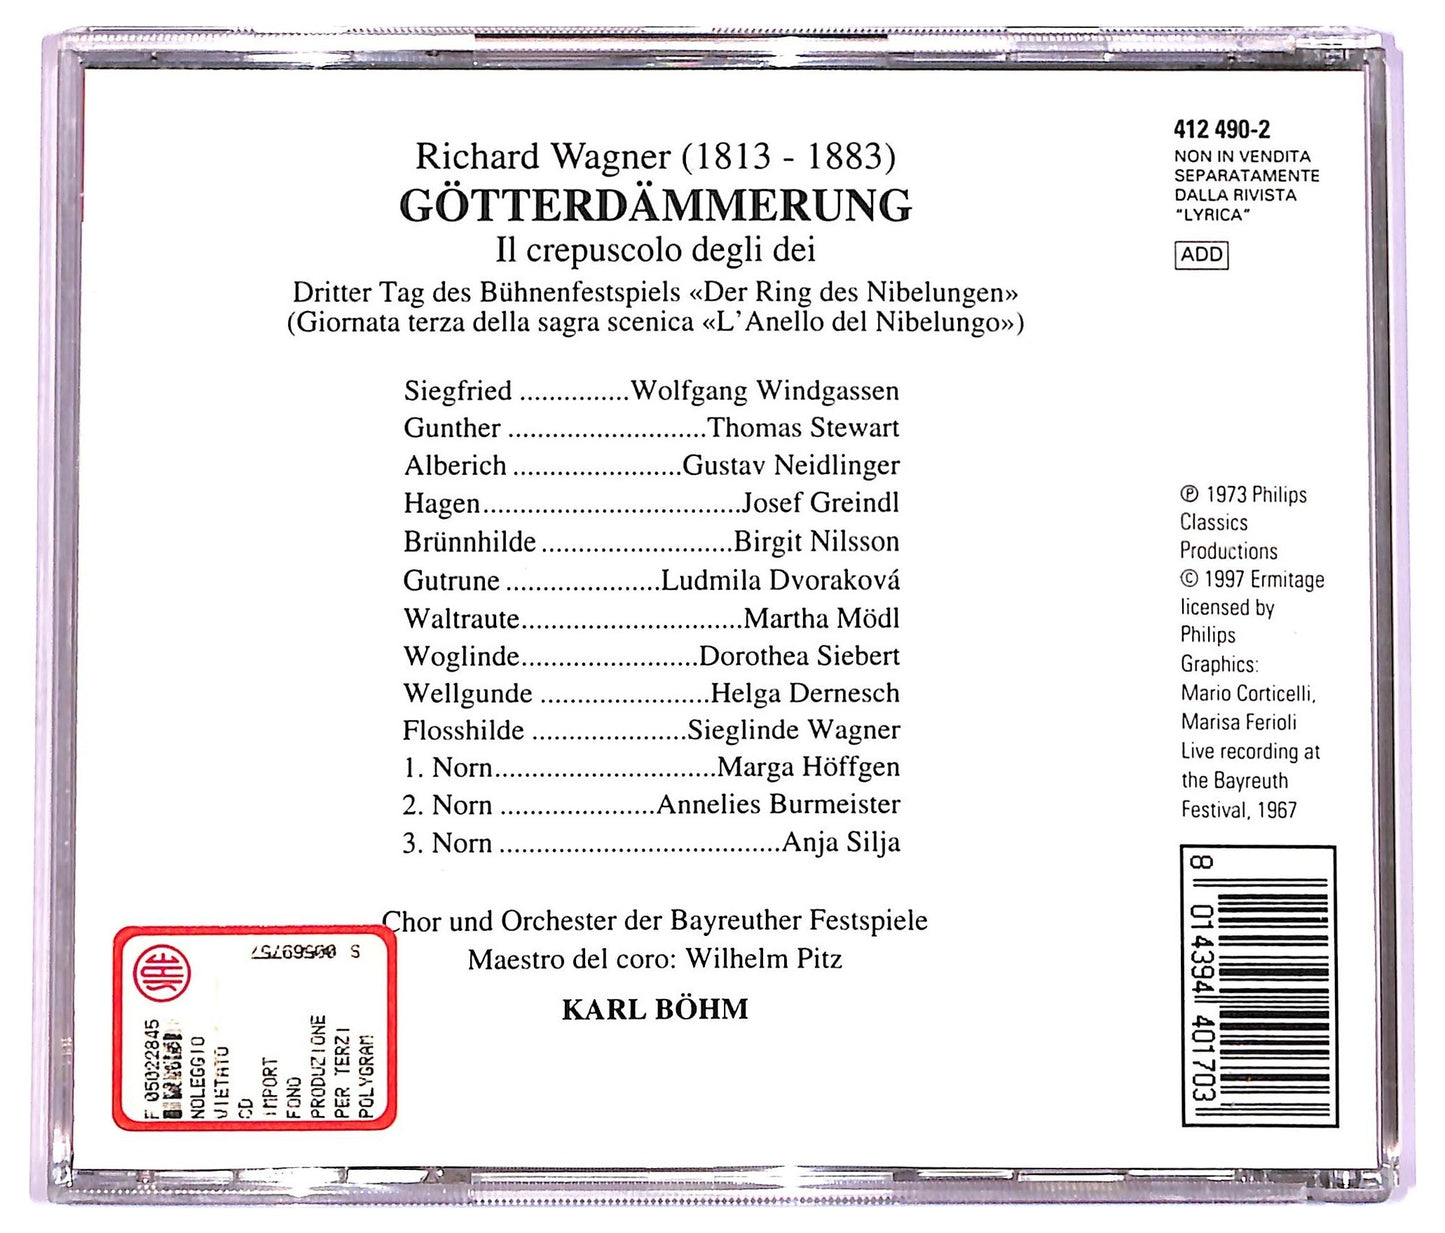 Richard Wagner (1813 - 1883)
GÖTTERDÄMMERUNG
Il crepuscolo degli dei
Dritter Tag des Bühnenfestspiels «Der Ring des Nibelungen»
(Giornata terza della sagra scenica «L'Anello del Nibelungo»)
Siegfried ...............Wolfgang Windgassen
Gunther ...........................Thomas Stewart
Alberich .......................Gustav Neidlinger
Hagen...................................Josef Greindl
Brünnhilde ..........................Birgit Nilsson
Gutrune .....................Ludmila Dvoraková
Waltraute..............................Martha Mödl
Woglinde........................Dorothea Siebert
Wellgunde .......................Helga Dernesch
Flosshilde .....................Sieglinde Wagner
1. Norn..............................Marga Höffgen
2. Norn .....................Annelies Burmeister
3. Norn ......................................Anja Silja
Chor und Orchester der Bayreuther Festspiele
Maestro del coro: Wilhelm Pitz
KARL BÖHM
412 490-2
NON IN VENDITA
SEPARATAMENTE
DALLA RIVISTA
"LYRICA"
ADD
℗ 1973 Philips
Classics
Productions
© 1997 Ermitage
licensed by
Philips
Graphics:
Mario Corticelli,
Marisa Ferioli
Live recording at
the Bayreuth
Festival, 1967
8 014394 401703
SIAE
F 05022845
NOLEGGIO
VIETATO
CD
IMPORT
FONO
PRODUZIONE
PER TERZI
POLYGRAM